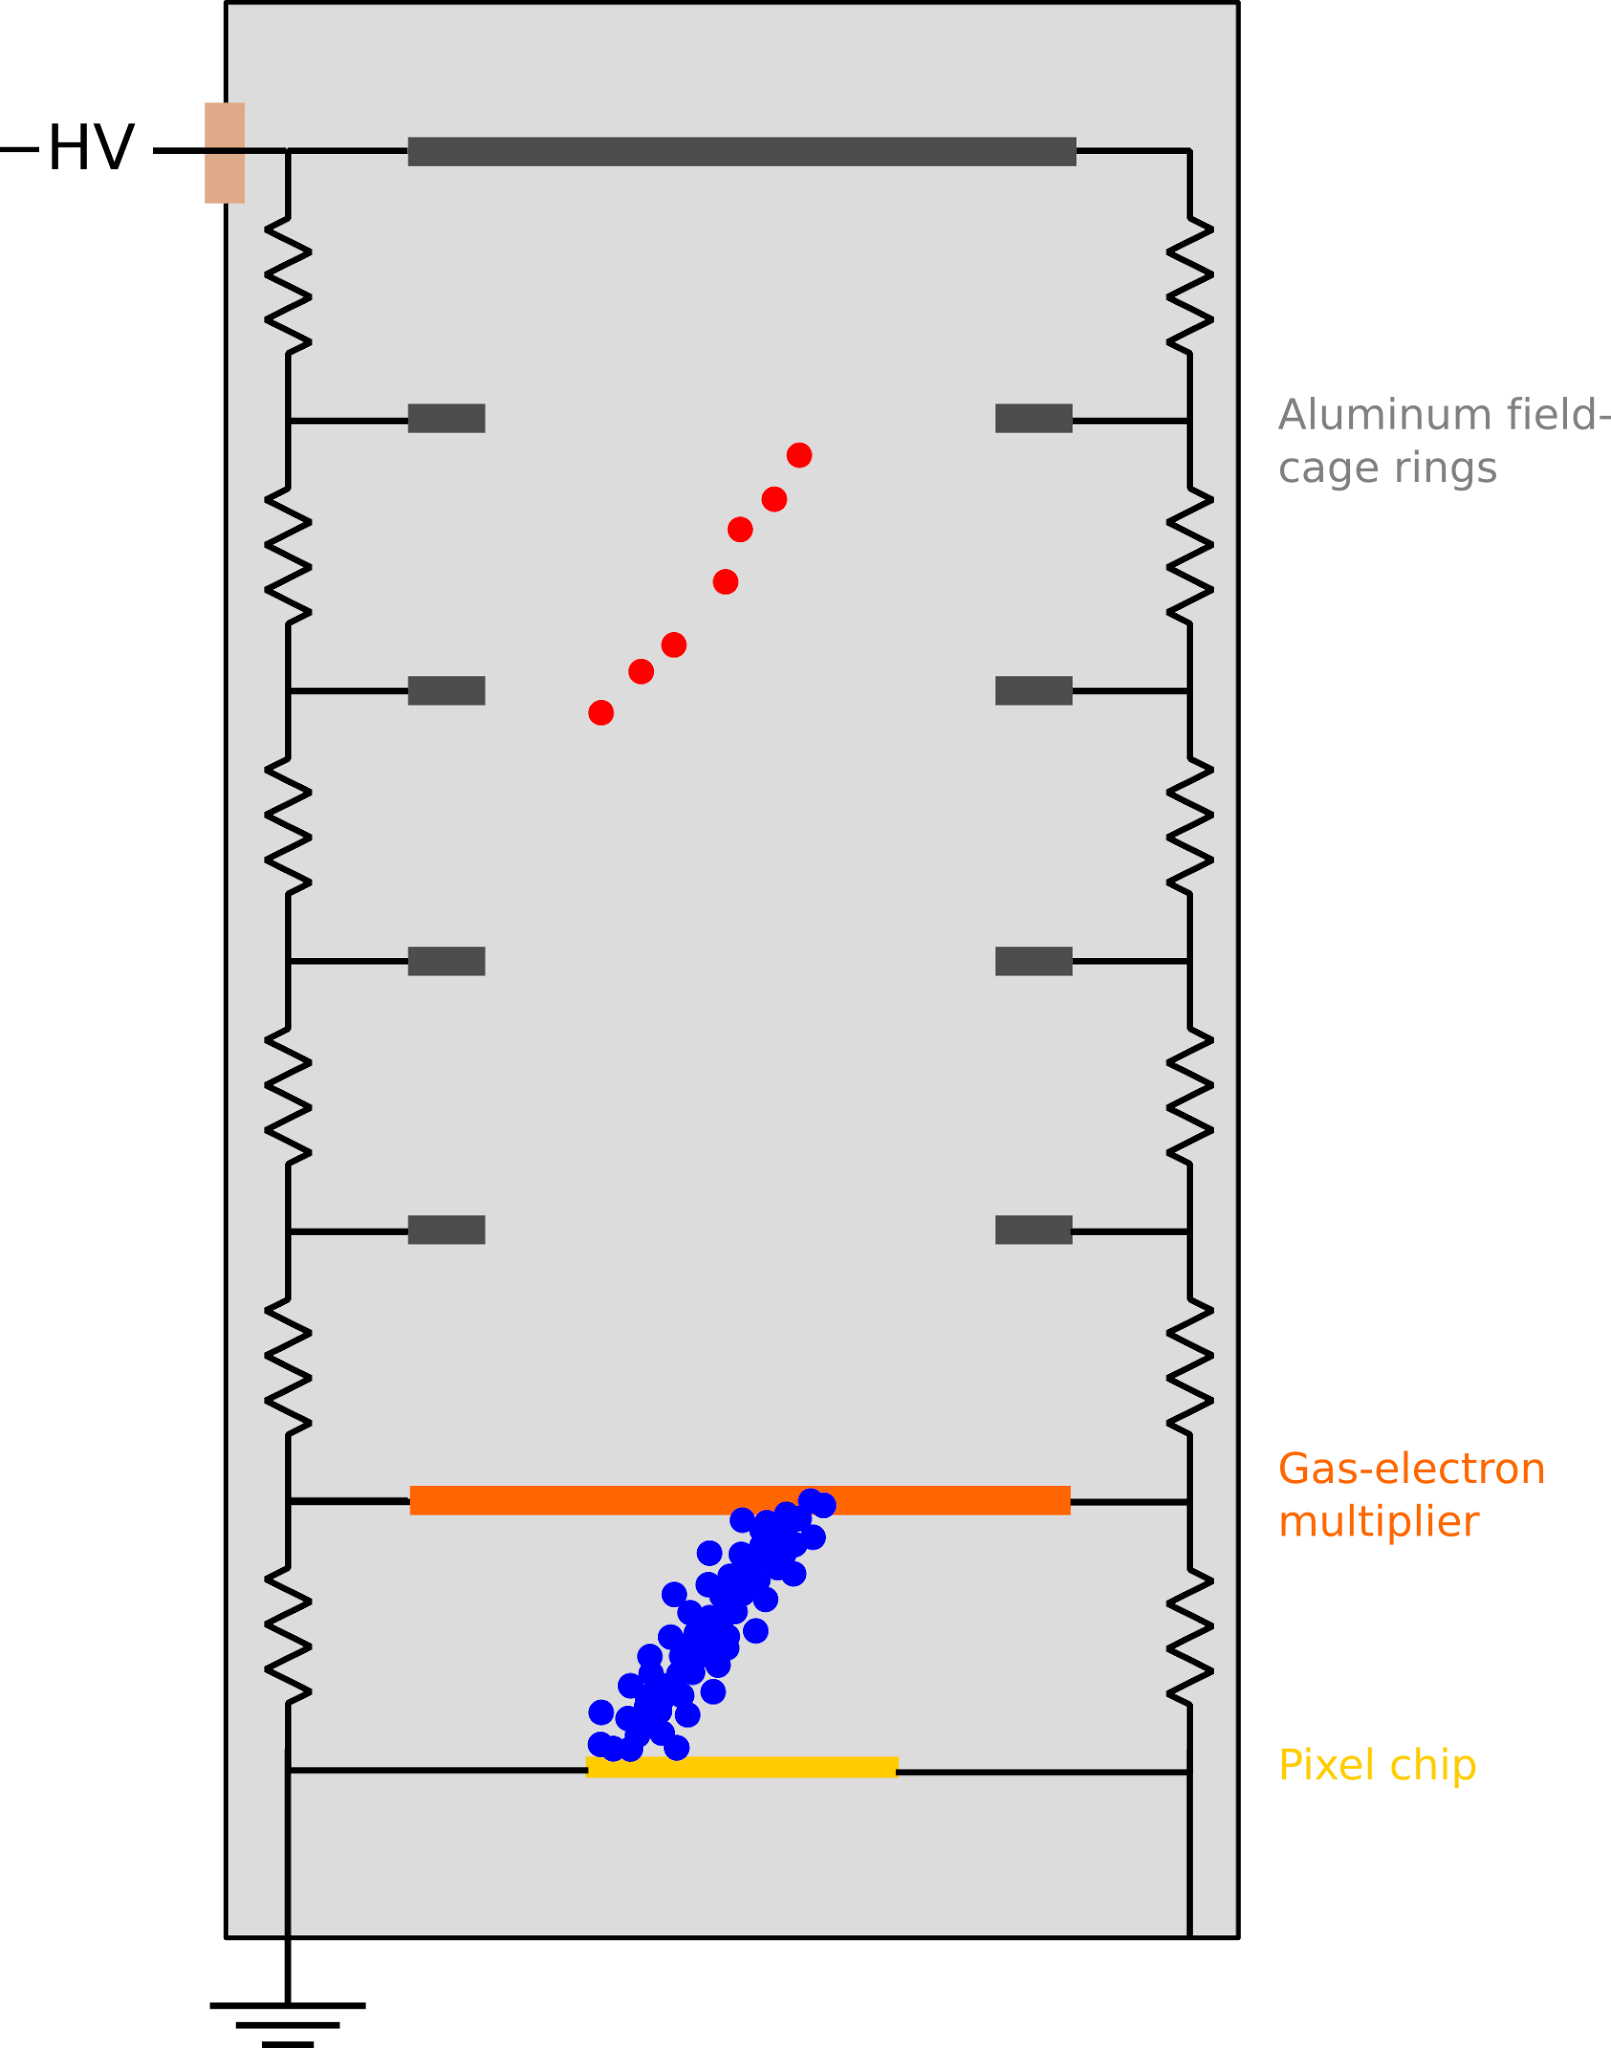 −HV
Aluminum field-
cage rings
Gas-electron
multiplier
Pixel chip